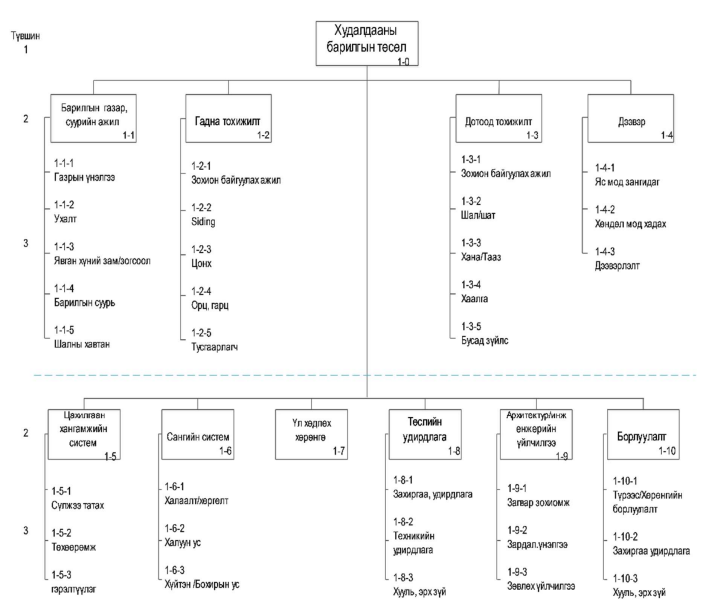 Түвшин
1
Худалдааны
барилгын төсөл
1-0
2
Барилгын газар,
суурийн ажил
1-1
Гадна тохижилт
1-2
Дотоод тохижилт
1-3
Дээвэр
1-4
3
1-1-1
Газрын үнэлгээ
1-1-2
Ухалт
1-1-3
Явган хүний зам/зогсоол
1-1-4
Барилгын суурь
1-1-5
Шалны хавтан
1-2-1
Зохион байгуулах ажил
1-2-2
Siding
1-2-3
Цонх
1-2-4
Орц, гарц
1-2-5
Тусгаарлагч
1-3-1
Зохион байгуулах ажил
1-3-2
Шал/шат
1-3-3
Хана/Тааз
1-3-4
Хаалга
1-3-5
Бусад зүйлс
1-4-1
Яс мод зангидаг
1-4-2
Хөндөл мод хадах
1-4-3
Дээвэрлэлт
2
Цахилгаан
хангамжийн
систем
1-5
Сангийн систем
1-6
Үл хөдлөх
хөрөнгө
1-7
Төслийн
удирдлага
1-8
Архитектур/инж
енжерийн
үйлчилгээ
1-9
Борлуулалт
1-10
3
1-5-1
Сүлжээ татах
1-5-2
Төхөөрөмж
1-5-3
гэрэлтүүлэг
1-6-1
Халаалт/хөргөлт
1-6-2
Халуун ус
1-6-3
Хүйтэн /Бохирын ус
1-8-1
Захиргаа, удирдлага
1-8-2
Техникийн
удирдлага
1-8-3
Хууль, эрх зүй
1-9-1
Загвар зохиомж
1-9-2
Зардал.үнэлгээ
1-9-3
Зөвлөх үйлчилгээ
1-10-1
Түрээс/Хөрөнгийн
борлуулалт
1-10-2
Захиргаа удирдлага
1-10-3
Хууль, эрх зүй